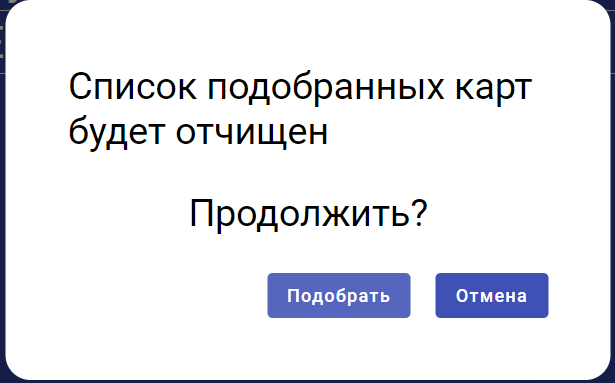 Список подобранных карт
будет отчищен
Продолжить?
Подобрать
Отмена